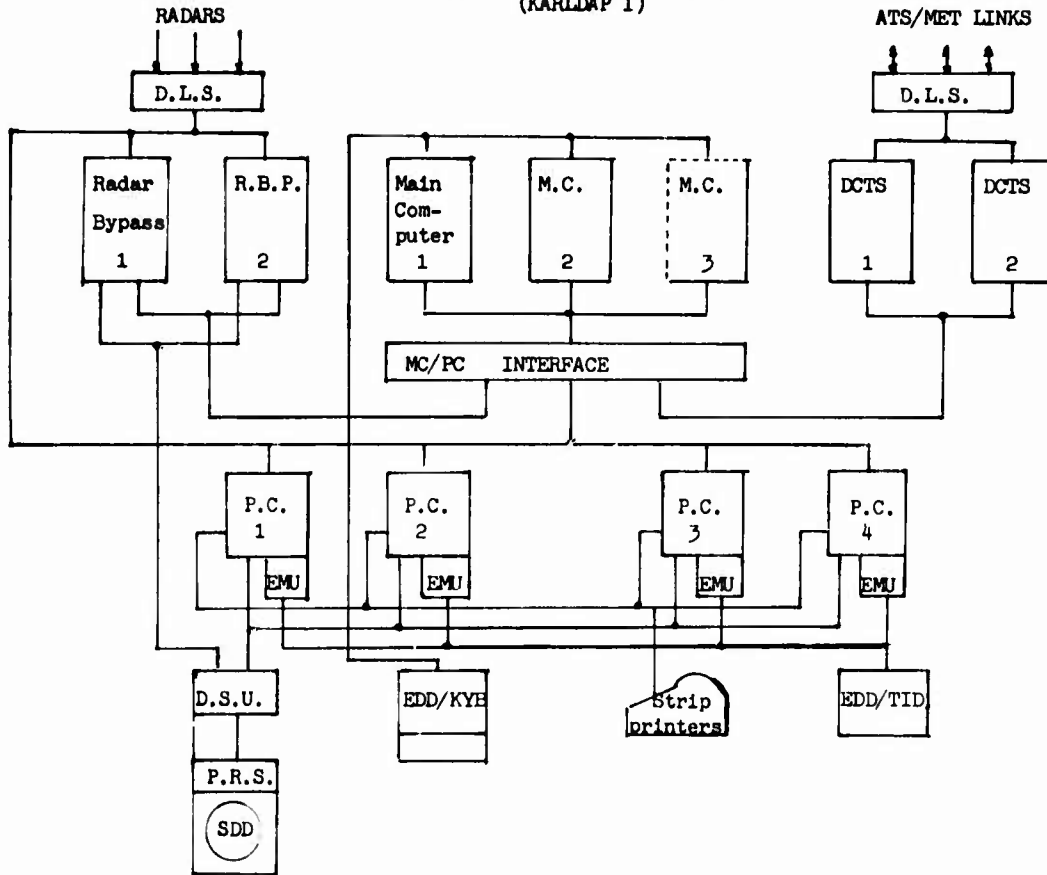 (KARLDAP I)
RADARS
ATS/MET LINKS
D.L.S.
D.L.S.
Radar
Bypass
1
R.B.P.
2
Main
Com-
puter
1
M.C.
2
M.C.
3
DCTS
1
DCTS
2
MC/PC INTERFACE
P.C.
1
EMU
P.C.
2
EMU
P.C.
3
EMU
P.C.
4
EMU
D.S.U.
EDD/KYB
Strip
printers
EDD/TID
P.R.S.
SDD